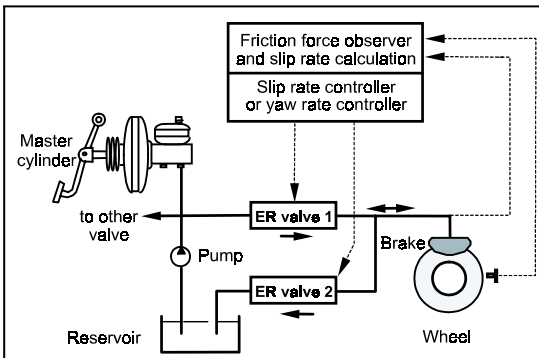 Friction force observer
and slip rate calculation
Slip rate controller
or yaw rate controller
Master
cylinder
to other
valve
ER valve 1
Pump
Brake
ER valve 2
Reservoir
Wheel